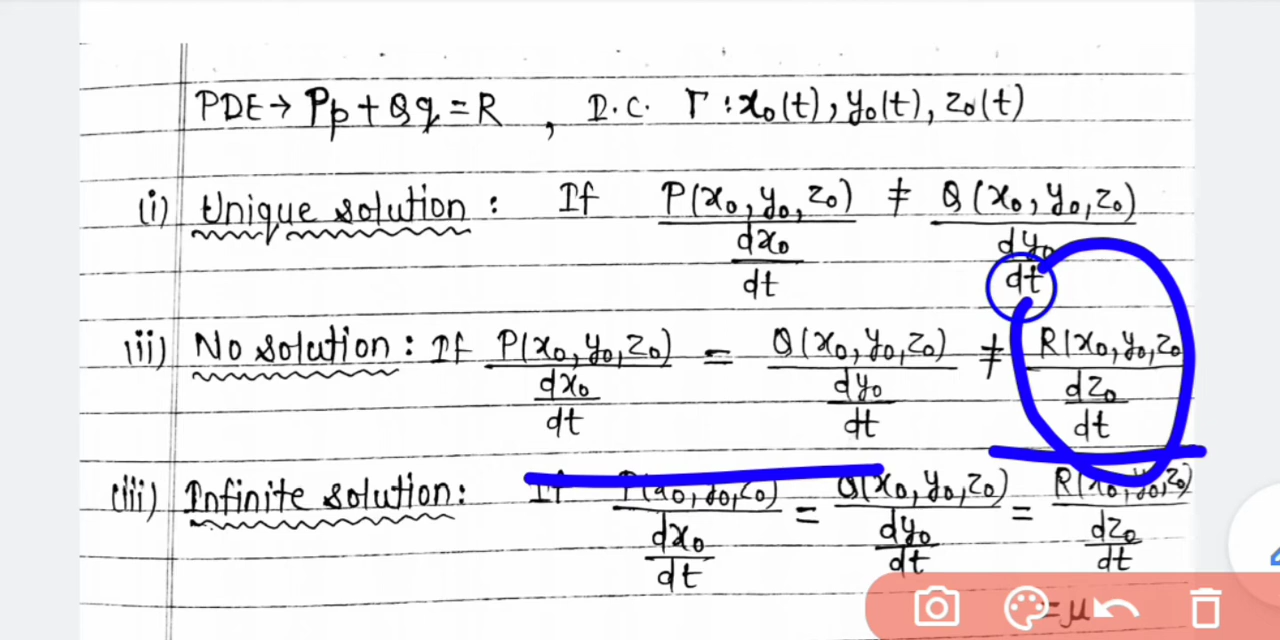 PDE→ Pp + Qq = R , I.C. Γ : x₀(t), y₀(t), z₀(t)
(i) Unique solution : If P(x₀, y₀, z₀) / (dx₀/dt) ≠ Q(x₀, y₀, z₀) / (dy₀/dt)
(ii) No solution : If P(x₀, y₀, z₀) / (dx₀/dt) = Q(x₀, y₀, z₀) / (dy₀/dt) ≠ R(x₀, y₀, z₀ / (dz₀/dt)
(iii) Infinite solution : If P(x₀, y₀, z₀) / (dx₀/dt) = Q(x₀, y₀, z₀) / (dy₀/dt) = R(x₀, y₀, z₀) / (dz₀/dt)
= μ